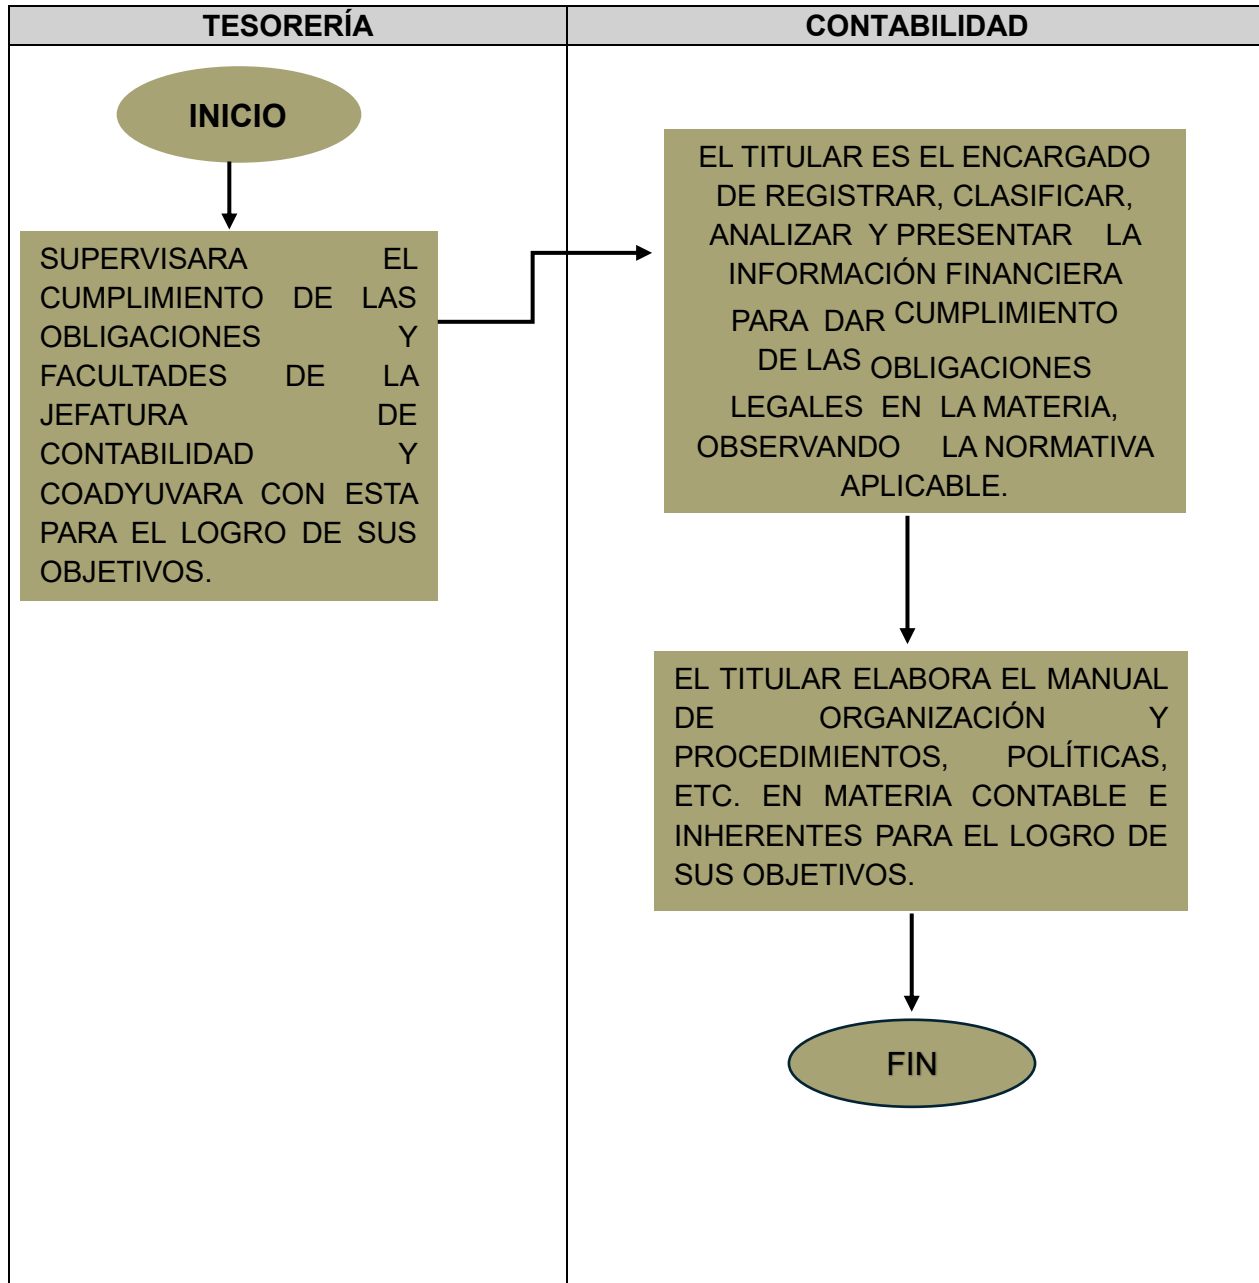 TESORERÍA
CONTABILIDAD
INICIO
SUPERVISARA EL
CUMPLIMIENTO DE LAS
OBLIGACIONES Y
FACULTADES DE LA
JEFATURA DE
CONTABILIDAD Y
COADYUVARA CON ESTA
PARA EL LOGRO DE SUS
OBJETIVOS.
EL TITULAR ES EL ENCARGADO
DE REGISTRAR, CLASIFICAR,
ANALIZAR Y PRESENTAR LA
INFORMACIÓN FINANCIERA
PARA DAR CUMPLIMIENTO
DE LAS OBLIGACIONES
LEGALES EN LA MATERIA,
OBSERVANDO LA NORMATIVA
APLICABLE.
EL TITULAR ELABORA EL MANUAL
DE ORGANIZACIÓN Y
PROCEDIMIENTOS, POLÍTICAS,
ETC. EN MATERIA CONTABLE E
INHERENTES PARA EL LOGRO DE
SUS OBJETIVOS.
FIN